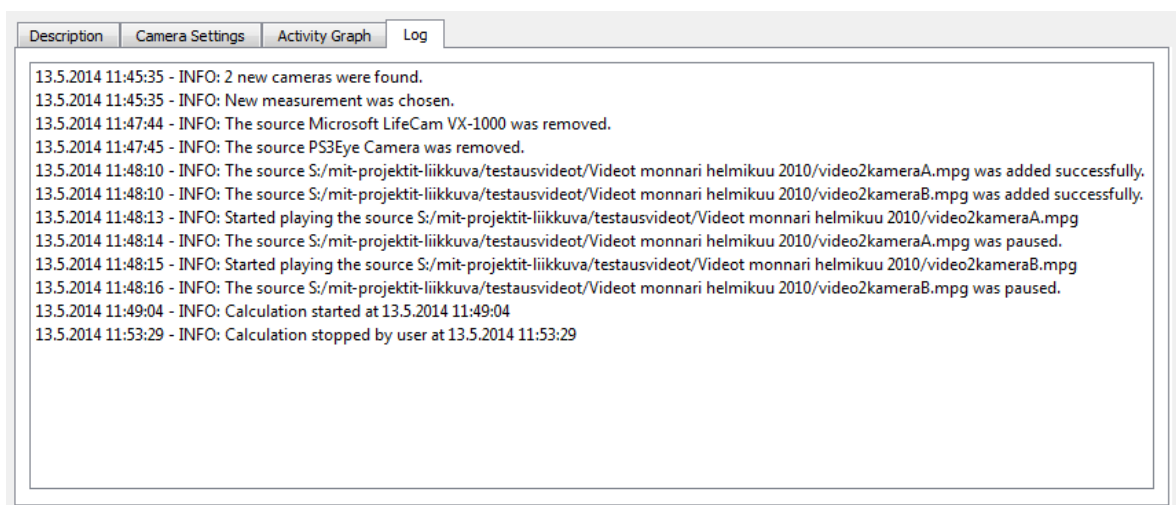 Description Camera Settings Activity Graph Log
13.5.2014 11:45:35 - INFO: 2 new cameras were found.
13.5.2014 11:45:35 - INFO: New measurement was chosen.
13.5.2014 11:47:44 - INFO: The source Microsoft LifeCam VX-1000 was removed.
13.5.2014 11:47:45 - INFO: The source PS3Eye Camera was removed.
13.5.2014 11:48:10 - INFO: The source S:/mit-projektit-liikkuva/testausvideot/Videot monnari helmikuu 2010/video2kameraA.mpg was added successfully.
13.5.2014 11:48:10 - INFO: The source S:/mit-projektit-liikkuva/testausvideot/Videot monnari helmikuu 2010/video2kameraB.mpg was added successfully.
13.5.2014 11:48:13 - INFO: Started playing the source S:/mit-projektit-liikkuva/testausvideot/Videot monnari helmikuu 2010/video2kameraA.mpg
13.5.2014 11:48:14 - INFO: The source S:/mit-projektit-liikkuva/testausvideot/Videot monnari helmikuu 2010/video2kameraA.mpg was paused.
13.5.2014 11:48:15 - INFO: Started playing the source S:/mit-projektit-liikkuva/testausvideot/Videot monnari helmikuu 2010/video2kameraB.mpg
13.5.2014 11:48:16 - INFO: The source S:/mit-projektit-liikkuva/testausvideot/Videot monnari helmikuu 2010/video2kameraB.mpg was paused.
13.5.2014 11:49:04 - INFO: Calculation started at 13.5.2014 11:49:04
13.5.2014 11:53:29 - INFO: Calculation stopped by user at 13.5.2014 11:53:29